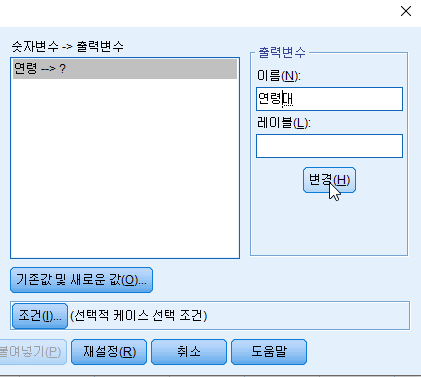 숫자변수 -> 출력변수
연령 --> ?
출력변수
이름(N):
연령대
레이블(L):
변경(H)
기존값 및 새로운 값(O)...
조건(I)... (선택적 케이스 선택 조건)
붙여넣기(P) 재설정(R) 취소 도움말